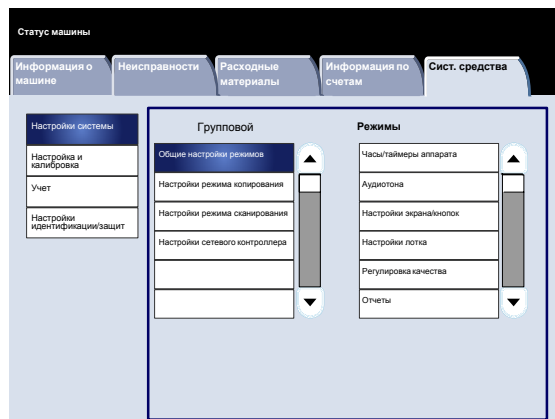 Статус машины
Информация о
машине
Неисправности
Расходные
материалы
Информация по
счетам
Сист. средства
Настройки системы
Настройка и
калибровка
Учет
Настройки
идентификации/защит
Групповой
Общие настройки режимов
Настройки режима копирования
Настройки режима сканирования
Настройки сетевого контроллера
Режимы
Часы/таймеры аппарата
Аудиотона
Настройки экрана/кнопок
Настройки лотка
Регулировка качества
Отчеты